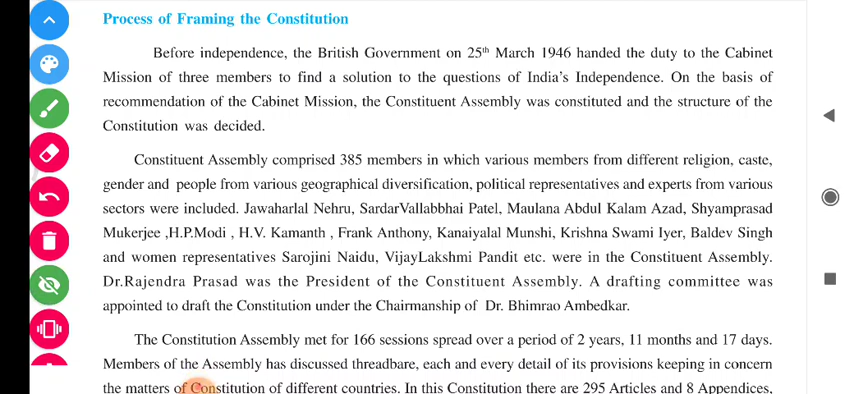 Process of Framing the Constitution
Before independence, the British Government on 25th March 1946 handed the duty to the Cabinet
Mission of three members to find a solution to the questions of India's Independence. On the basis of
recommendation of the Cabinet Mission, the Constituent Assembly was constituted and the structure of the
Constitution was decided.
Constituent Assembly comprised 385 members in which various members from different religion, caste,
gender and people from various geographical diversification, political representatives and experts from various
sectors were included. Jawaharlal Nehru, SardarVallabbhai Patel, Maulana Abdul Kalam Azad, Shyamprasad
Mukerjee ,H.P.Modi , H.V. Kamanth , Frank Anthony, Kanaiyalal Munshi, Krishna Swami Iyer, Baldev Singh
and women representatives Sarojini Naidu, VijayLakshmi Pandit etc. were in the Constituent Assembly.
Dr.Rajendra Prasad was the President of the Constituent Assembly. A drafting committee was
appointed to draft the Constitution under the Chairmanship of Dr. Bhimrao Ambedkar.
The Constitution Assembly met for 166 sessions spread over a period of 2 years, 11 months and 17 days.
Members of the Assembly has discussed threadbare, each and every detail of its provisions keeping in concern
the matters of Constitution of different countries. In this Constitution there are 295 Articles and 8 Appendices,